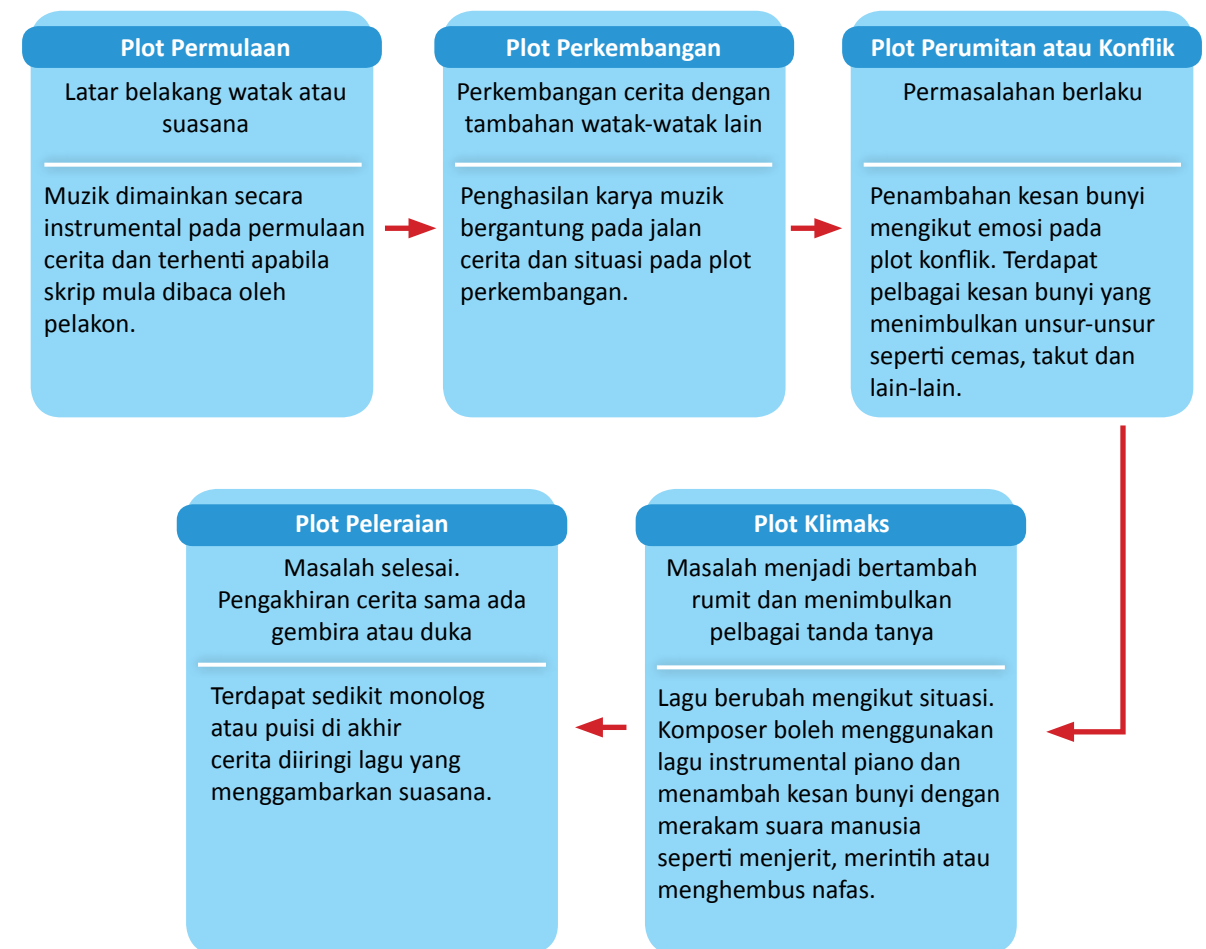 Plot Permulaan
Latar belakang watak atau
suasana
Muzik dimainkan secara
instrumental pada permulaan
cerita dan terhenti apabila
skrip mula dibaca oleh
pelakon.
Plot Perkembangan
Perkembangan cerita dengan
tambahan watak-watak lain
Penghasilan karya muzik
bergantung pada jalan
cerita dan situasi pada plot
perkembangan.
Plot Perumitan atau Konflik
Permasalahan berlaku
Penambahan kesan bunyi
mengikut emosi pada
plot konflik. Terdapat
pelbagai kesan bunyi yang
menimbulkan unsur-unsur
seperti cemas, takut dan
lain-lain.
Plot Klimaks
Masalah menjadi bertambah
rumit dan menimbulkan
pelbagai tanda tanya
Lagu berubah mengikut situasi.
Komposer boleh menggunakan
lagu instrumental piano dan
menambah kesan bunyi dengan
merakam suara manusia
seperti menjerit, merintih atau
menghembus nafas.
Plot Peleraian
Masalah selesai.
Pengakhiran cerita sama ada
gembira atau duka
Terdapat sedikit monolog
atau puisi di akhir
cerita diiringi lagu yang
menggambarkan suasana.